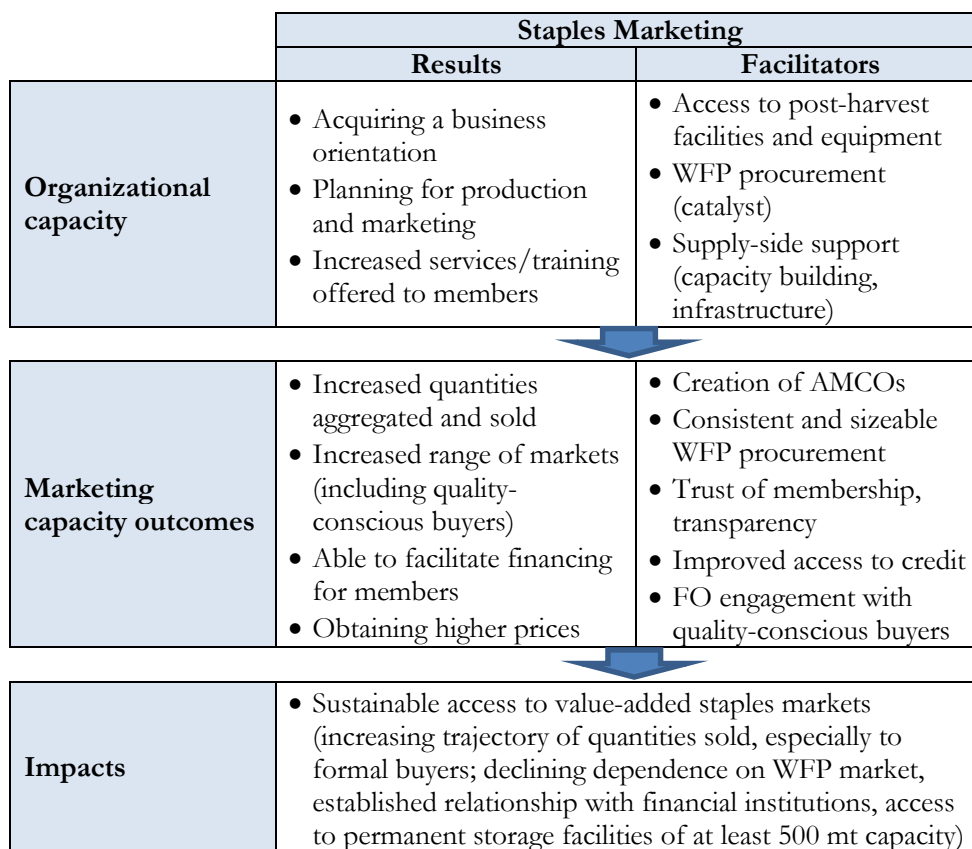 Staples Marketing
Results
Facilitators
Organizational
capacity
• Acquiring a business
orientation
• Planning for production
and marketing
• Increased services/training
offered to members
• Access to post-harvest
facilities and equipment
• WFP procurement
(catalyst)
• Supply-side support
(capacity building,
infrastructure)
Marketing
capacity outcomes
• Increased quantities
aggregated and sold
• Increased range of markets
(including quality-
conscious buyers)
• Able to facilitate financing
for members
• Obtaining higher prices
• Creation of AMCOs
• Consistent and sizeable
WFP procurement
• Trust of membership,
transparency
• Improved access to credit
• FO engagement with
quality-conscious buyers
Impacts
• Sustainable access to value-added staples markets
(increasing trajectory of quantities sold, especially to
formal buyers; declining dependence on WFP market,
established relationship with financial institutions, access
to permanent storage facilities of at least 500 mt capacity)